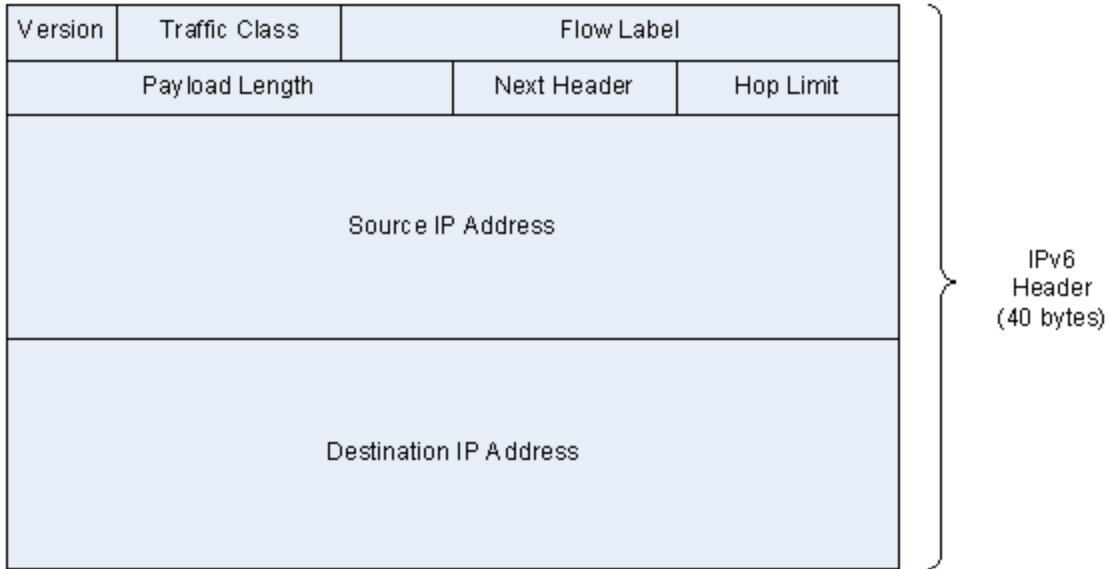 Version Traffic Class Flow Label
Payload Length Next Header Hop Limit
Source IP Address
Destination IP Address
IPv6
Header
(40 bytes)